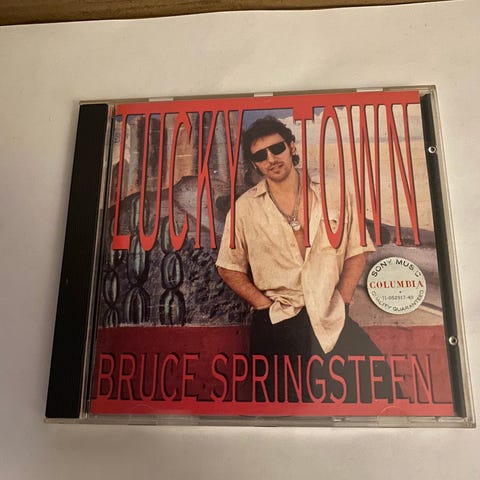 LUCKY TOWN
SONY MUSIC
COLUMBIA
QUALITY GUARANTEED
BRUCE SPRINGSTEEN